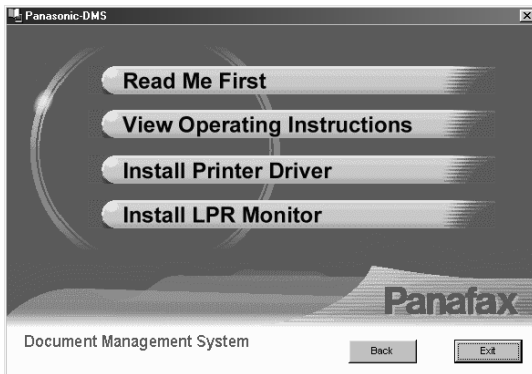 Panasonic-DMS
Read Me First
View Operating Instructions
Install Printer Driver
Install LPR Monitor
Panafax
Document Management System
Back
Exit